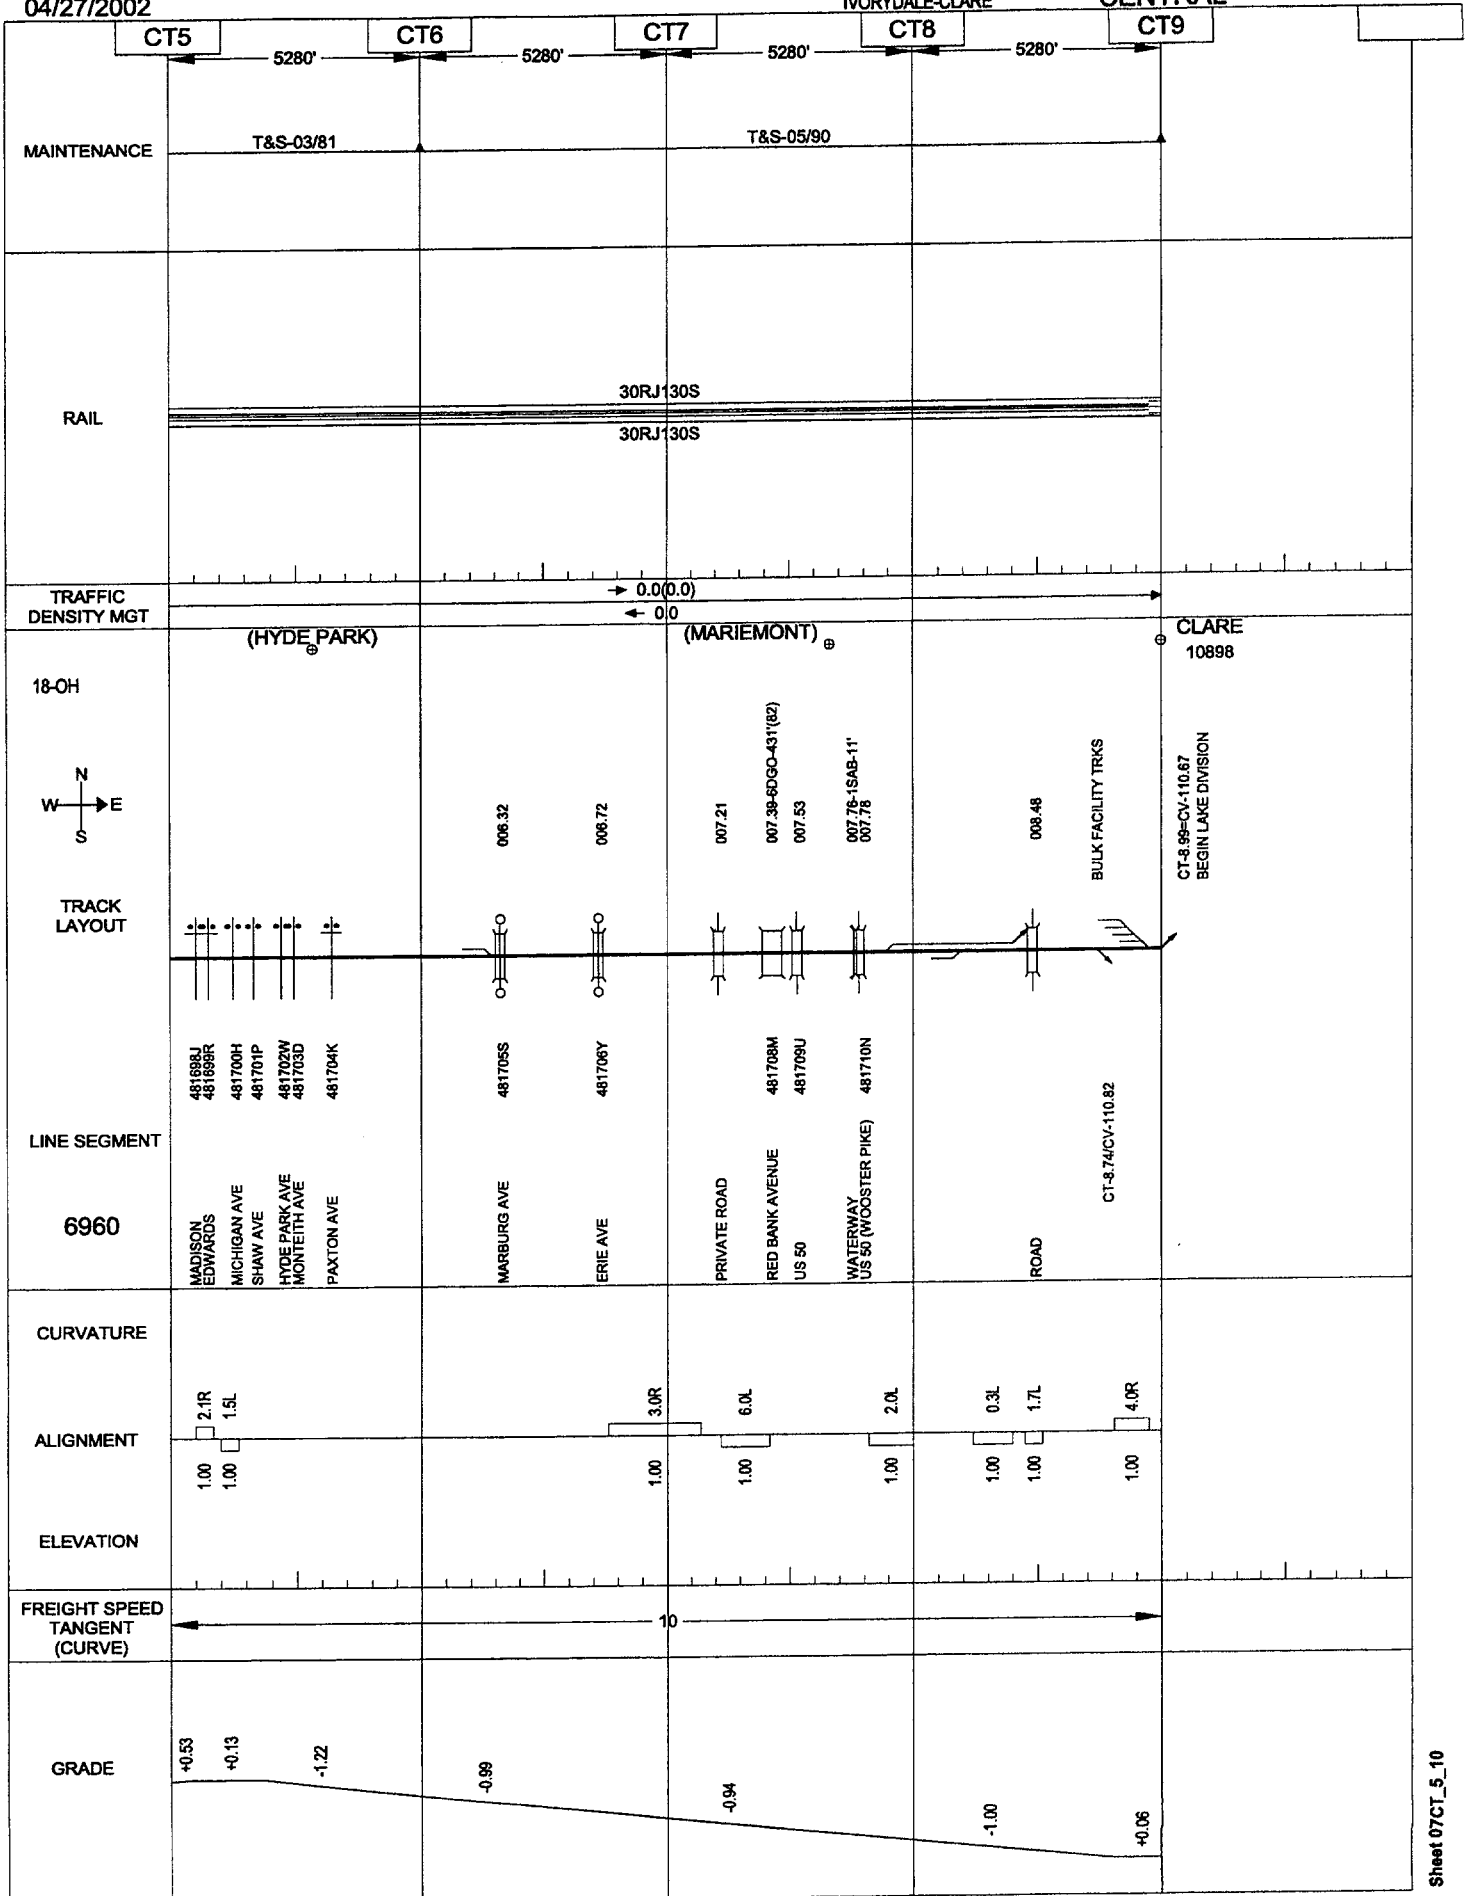 04/27/2002
IVORYDALE-CLARE
CENTRAL
CT5
CT6
CT7
CT8
CT9
5280'
5280'
5280'
5280'
MAINTENANCE
T&S-03/81
T&S-05/90
RAIL
30RJ130S
30RJ130S
TRAFFIC
DENSITY MGT
0.0(0.0)
0.0
(HYDE PARK)
(MARIEMONT)
CLARE
10898
18-OH
N
W
E
S
006.32
006.72
007.21
007.39-6DGO-431'(82)
007.53
007.76-1SAB-11'
007.78
008.48
BULK FACILITY TRKS
CT-8.99=CV-110.67
BEGIN LAKE DIVISION
TRACK
LAYOUT
481698J
481699R
481700H
481701P
481702W
481703D
481704K
481705S
481706Y
481708M
481709U
481710N
CT-8.74/CV-110.82
LINE SEGMENT
6960
MADISON
EDWARDS
MICHIGAN AVE
SHAW AVE
HYDE PARK AVE
MONTEITH AVE
PAXTON AVE
MARBURG AVE
ERIE AVE
PRIVATE ROAD
RED BANK AVENUE
US 50
WATERWAY
US 50 (WOOSTER PIKE)
ROAD
CURVATURE
2.1R
1.5L
3.0R
6.0L
2.0L
0.3L
1.7L
4.0R
ALIGNMENT
1.00
1.00
1.00
1.00
1.00
1.00
1.00
1.00
ELEVATION
FREIGHT SPEED
TANGENT
(CURVE)
10
GRADE
+0.53
+0.13
-1.22
-0.99
-0.94
-1.00
+0.06
Sheet 07CT_5_10